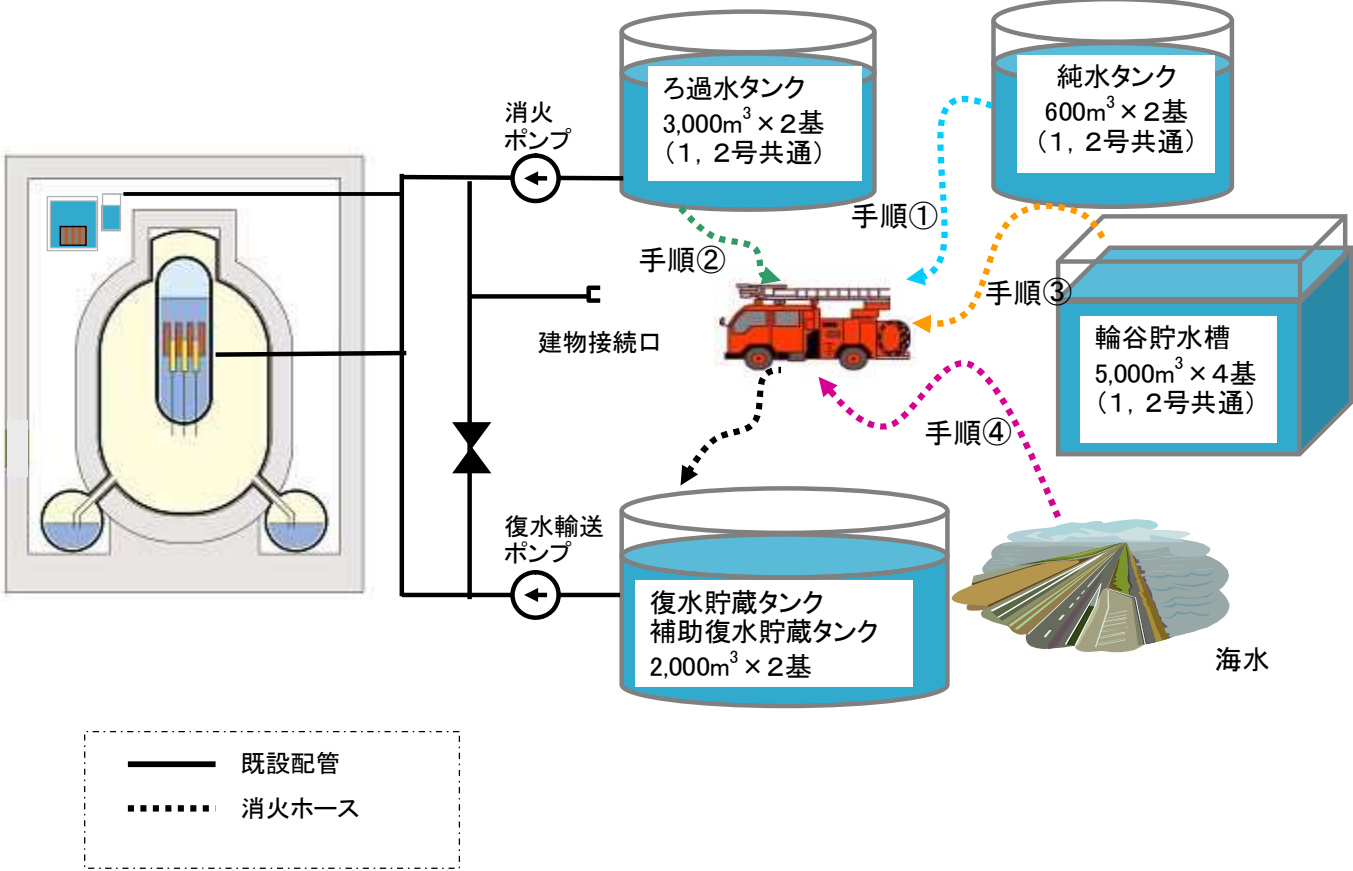 ろ過水タンク
3,000m³×2基
(1, 2号共通)
純水タンク
600m³×2基
(1, 2号共通)
消火
ポンプ
手順①
手順②
手順③
建物接続口
輪谷貯水槽
5,000m³×4基
(1, 2号共通)
手順④
復水輸送
ポンプ
復水貯蔵タンク
補助復水貯蔵タンク
2,000m³×2基
海水
既設配管
消火ホース